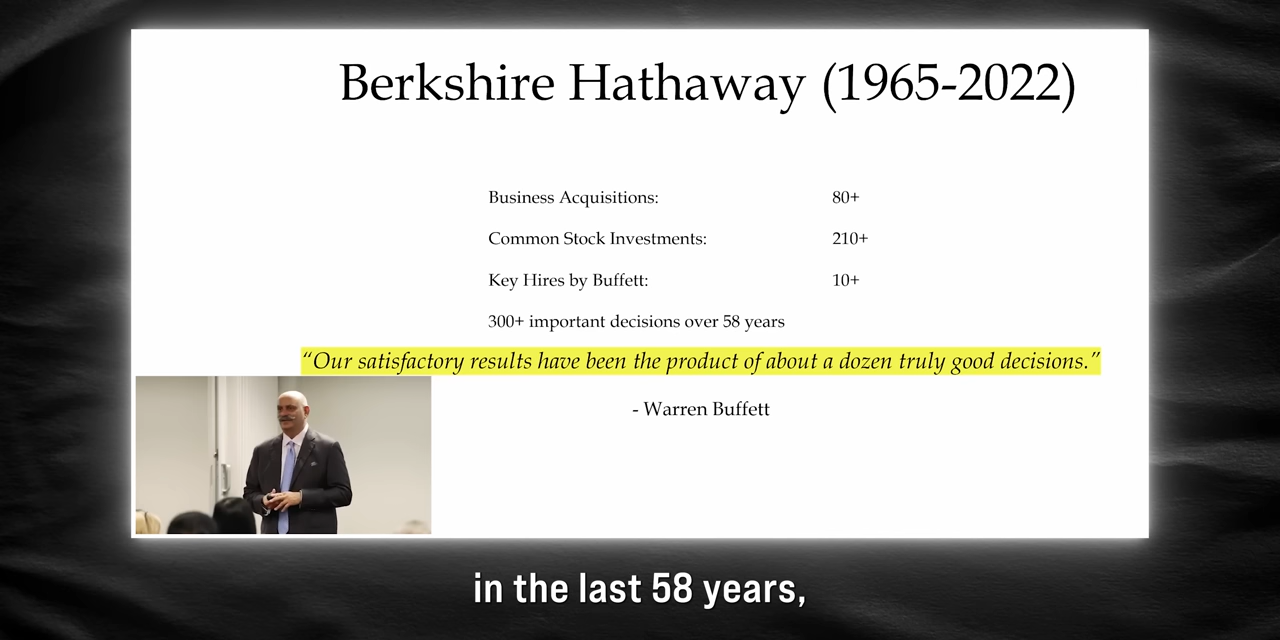 Berkshire Hathaway (1965-2022)
Business Acquisitions: 80+
Common Stock Investments: 210+
Key Hires by Buffett: 10+
300+ important decisions over 58 years
“Our satisfactory results have been the product of about a dozen truly good decisions.”
- Warren Buffett
in the last 58 years,